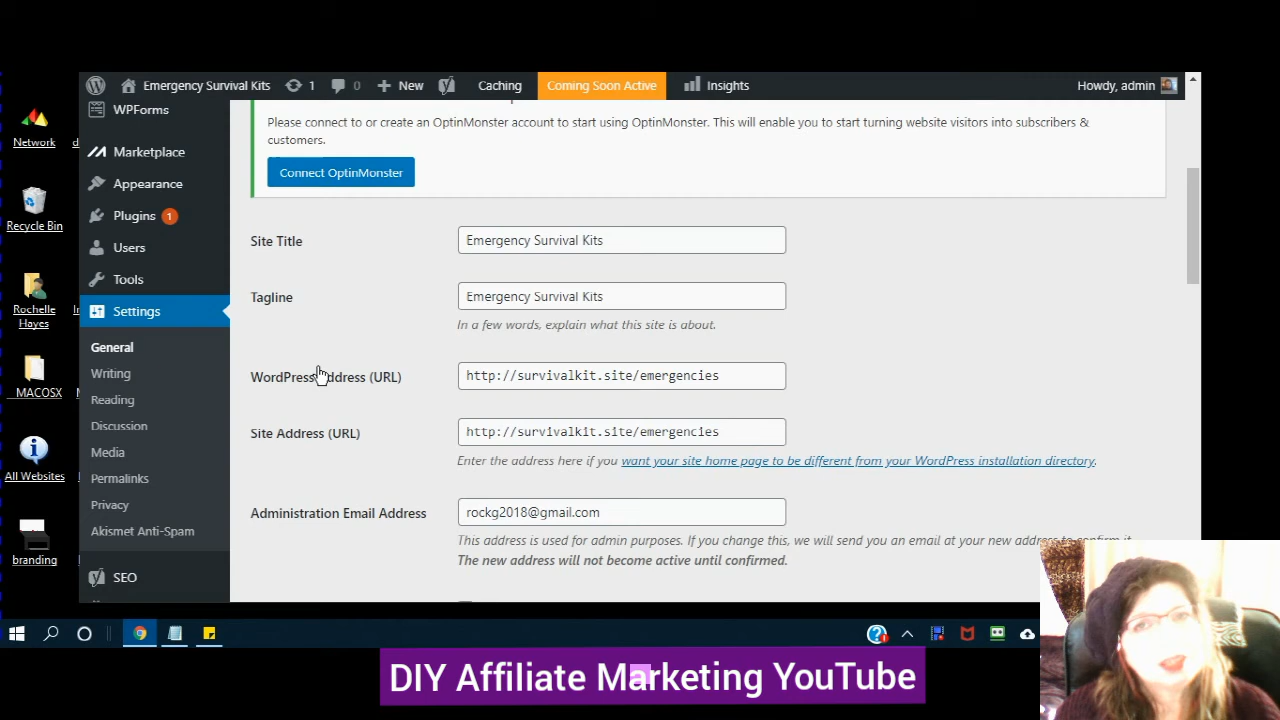 Emergency Survival Kits 1 0 New Caching Coming Soon Active Insights Howdy, admin
WPForms
Marketplace
Appearance
Plugins 1
Users
Tools
Settings
General
Writing
Reading
Discussion
Media
Permalinks
Privacy
Akismet Anti-Spam
SEO
Please connect to or create an OptinMonster account to start using OptinMonster. This will enable you to start turning website visitors into subscribers &
customers.
Connect OptinMonster
Site Title Emergency Survival Kits
Tagline Emergency Survival Kits
In a few words, explain what this site is about.
WordPress Address (URL) http://survivalkit.site/emergencies
Site Address (URL) http://survivalkit.site/emergencies
Enter the address here if you want your site home page to be different from your WordPress installation directory.
Administration Email Address rockg2018@gmail.com
This address is used for admin purposes. If you change this, we will send you an email at your new address to confirm it.
The new address will not become active until confirmed.
Network
Recycle Bin
Rochelle
Hayes
MACOSX
All Websites
branding
DIY Affiliate Marketing YouTube